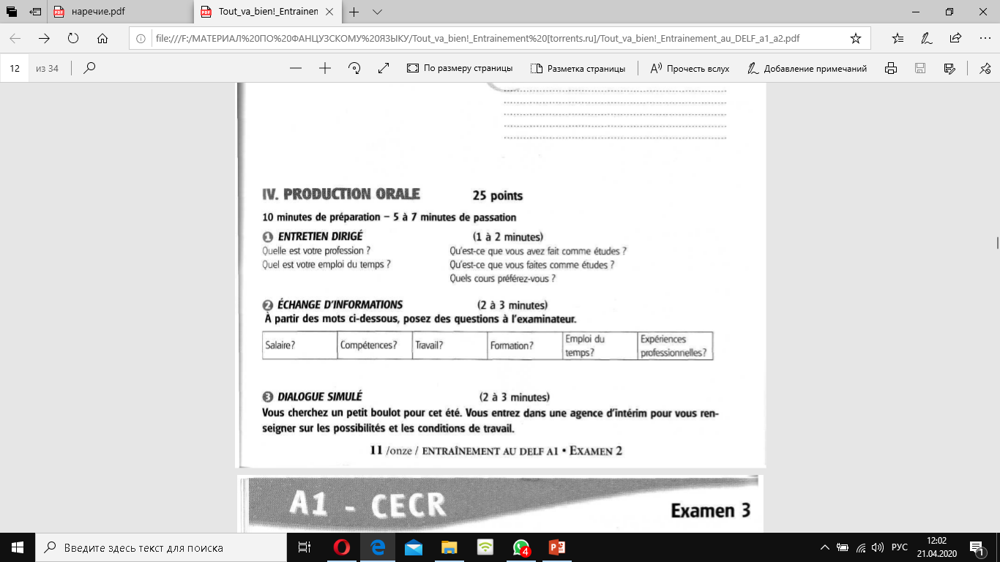 наречие.pdf
Tout_va_bien!_Entrainen
file:///F:/МАТЕРИАЛ%20ПО%20ФАНЦУЗСКОМУ%20ЯЗЫКУ/Tout_va_bien!_Entrainement%20[torrents.ru]/Tout_va_bien!_Entrainement_au_DELF_a1_a2.pdf
12 из 34
По размеру страницы
Разметка страницы
Прочесть вслух
Добавление примечаний
IV. PRODUCTION ORALE 25 points
10 minutes de préparation – 5 à 7 minutes de passation
1 ENTRETIEN DIRIGÉ (1 à 2 minutes)
Quelle est votre profession ? Qu'est-ce que vous avez fait comme études ?
Quel est votre emploi du temps ? Qu'est-ce que vous faites comme études ?
Quels cours préférez-vous ?
2 ÉCHANGE D'INFORMATIONS (2 à 3 minutes)
À partir des mots ci-dessous, posez des questions à l'examinateur.
Salaire?
Compétences?
Travail?
Formation?
Emploi du
temps?
Expériences
professionnelles?
3 DIALOGUE SIMULÉ (2 à 3 minutes)
Vous cherchez un petit boulot pour cet été. Vous entrez dans une agence d'intérim pour vous ren-
seigner sur les possibilités et les conditions de travail.
11 /onze / ENTRAÎNEMENT AU DELF A1 • EXAMEN 2
A1 - CECR
Examen 3
Введите здесь текст для поиска
4
РУС
12:02
21.04.2020
1